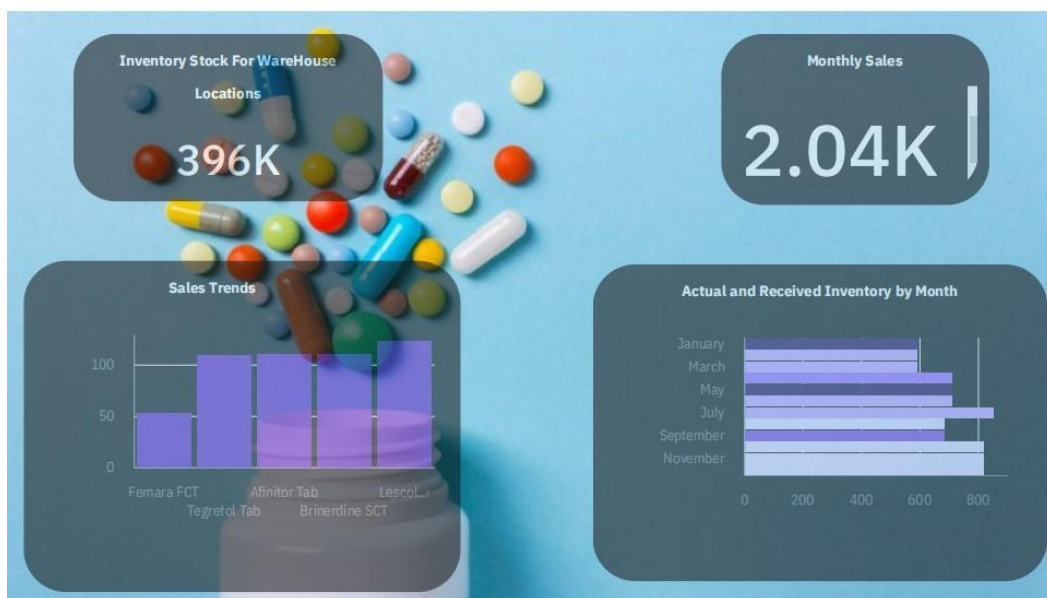 Inventory Stock For WareHouse
Locations
396K
Monthly Sales
2.04K
Sales Trends
100
50
0
Femara FCT
Afinitor Tab
Lescol...
Tegretol Tab
Brinerdine SCT
Actual and Received Inventory by Month
January
March
May
July
September
November
0 200 400 600 800